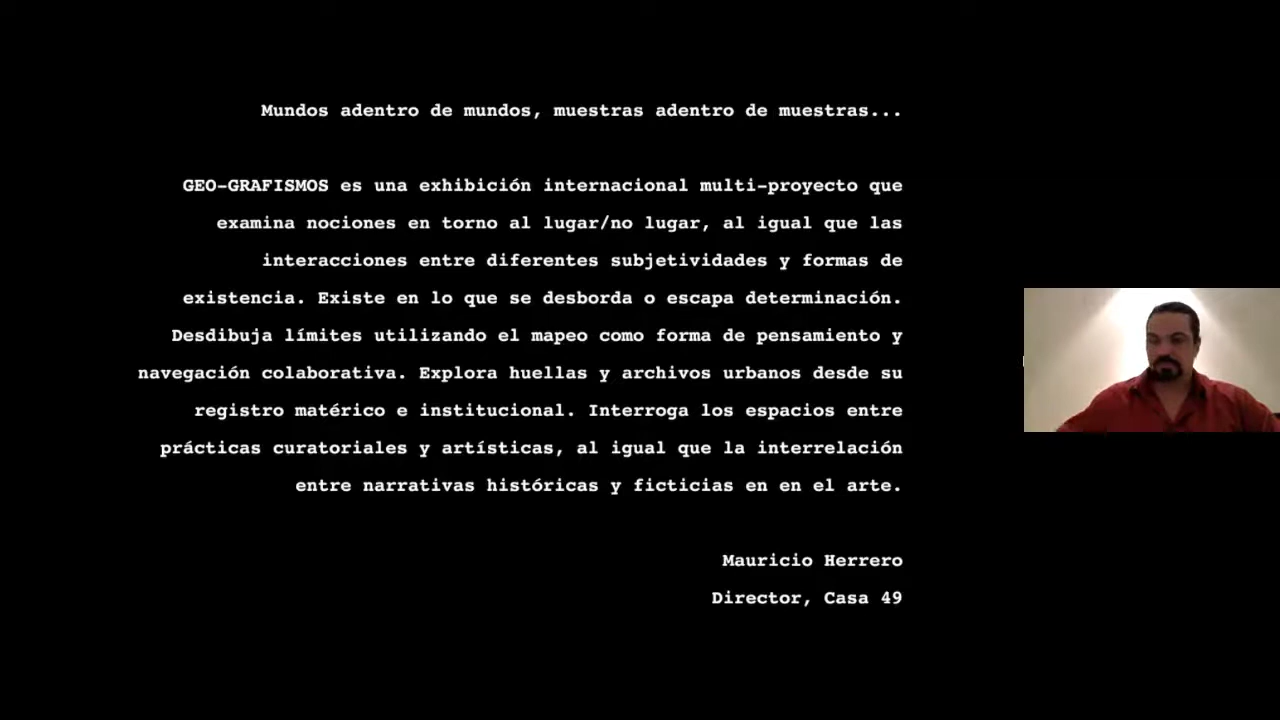 Mundos adentro de mundos, muestras adentro de muestras...
GEO-GRAFISMOS es una exhibición internacional multi-proyecto que
examina nociones en torno al lugar/no lugar, al igual que las
interacciones entre diferentes subjetividades y formas de
existencia. Existe en lo que se desborda o escapa determinación.
Desdibuja límites utilizando el mapeo como forma de pensamiento y
navegación colaborativa. Explora huellas y archivos urbanos desde su
registro matérico e institucional. Interroga los espacios entre
prácticas curatoriales y artísticas, al igual que la interrelación
entre narrativas históricas y ficticias en en el arte.
Mauricio Herrero
Director, Casa 49